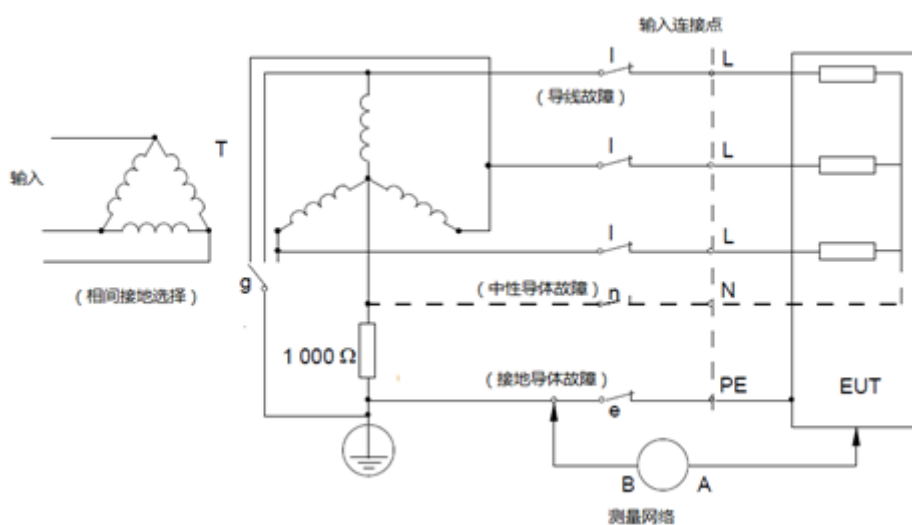 输入连接点
l
L
（导线故障）
T
l
L
输入
l
L
g
（相间接地选择）
（中性导体故障）
n
N
1 000 Ω
（接地导体故障）
PE
e
EUT
B
A
测量网络